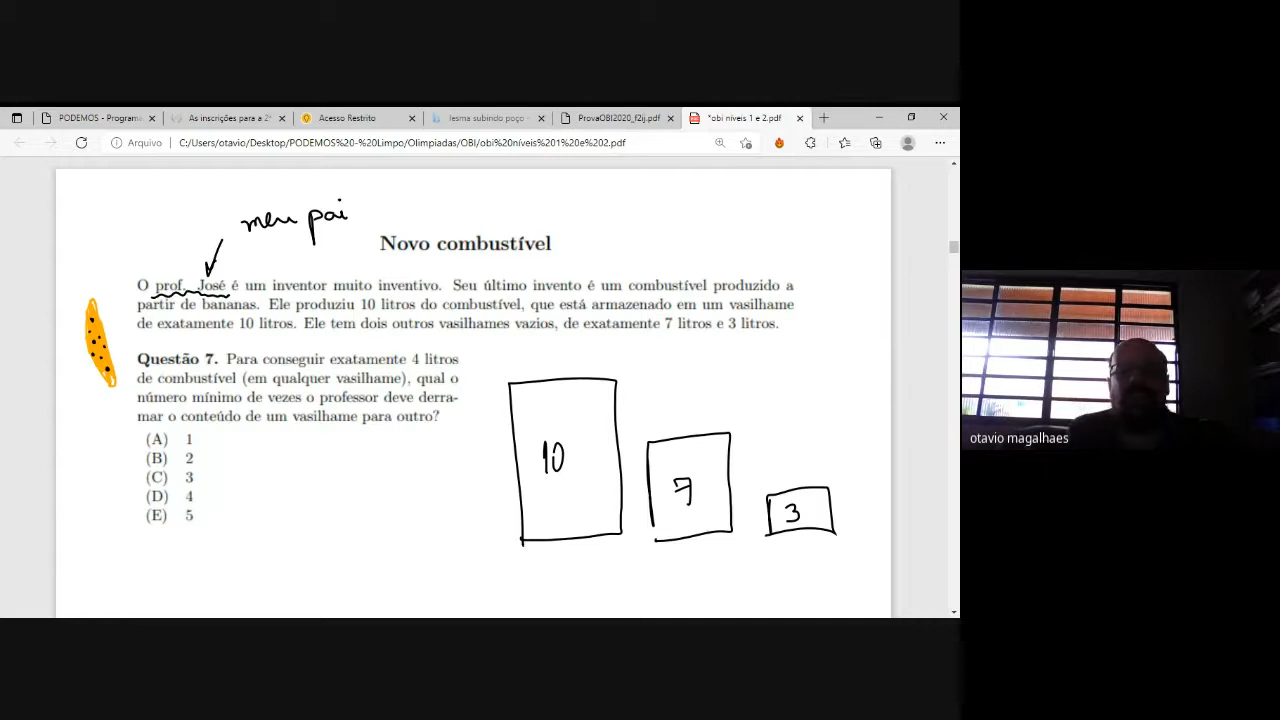 PODEMOS - Program
As inscrições para a 2ª
Acesso Restrito
lesma subindo poço -
ProvaOBI2020_f2ij.pdf
*obi níveis 1 e 2.pdf
Arquivo
C:/Users/otavio/Desktop/PODEMOS%20-%20Limpo/Olimpiadas/OBI/obi%20níveis%201%20e%202.pdf
meu pai
Novo combustível
O prof. José é um inventor muito inventivo. Seu último invento é um combustível produzido a
partir de bananas. Ele produziu 10 litros do combustível, que está armazenado em um vasilhame
de exatamente 10 litros. Ele tem dois outros vasilhames vazios, de exatamente 7 litros e 3 litros.
Questão 7. Para conseguir exatamente 4 litros
de combustível (em qualquer vasilhame), qual o
número mínimo de vezes o professor deve derra-
mar o conteúdo de um vasilhame para outro?
(A) 1
(B) 2
(C) 3
(D) 4
(E) 5
10
7
3
otavio magalhaes